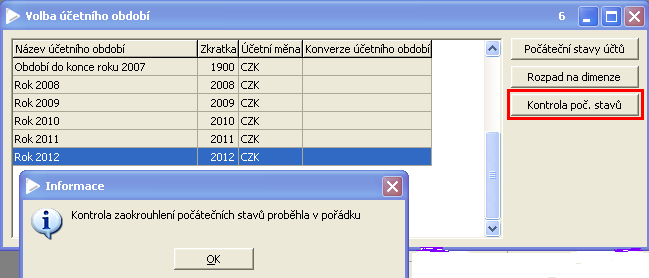 Volba účetního období 6
Název účetního období Zkratka Účetní měna Konverze účetního období
Období do konce roku 2007 1900 CZK
Rok 2008 2008 CZK
Rok 2009 2009 CZK
Rok 2010 2010 CZK
Rok 2011 2011 CZK
Rok 2012 2012 CZK
Počáteční stavy účtů
Rozpad na dimenze
Kontrola poč. stavů
Informace
Kontrola zaokrouhlení počátečních stavů proběhla v pořádku
OK